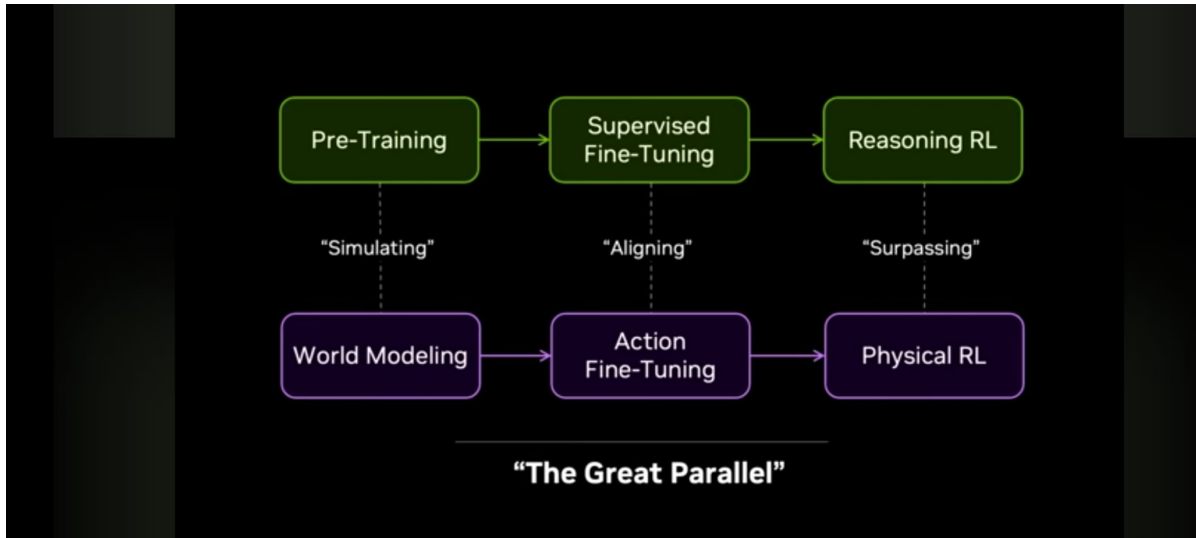 Pre-Training
Supervised
Fine-Tuning
Reasoning RL
“Simulating”
“Aligning”
“Surpassing”
World Modeling
Action
Fine-Tuning
Physical RL
“The Great Parallel”